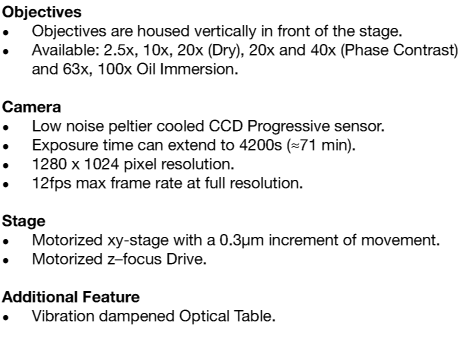 Objectives
• Objectives are housed vertically in front of the stage.
• Available: 2.5x, 10x, 20x (Dry), 20x and 40x (Phase Contrast)
and 63x, 100x Oil Immersion.
Camera
• Low noise peltier cooled CCD Progressive sensor.
• Exposure time can extend to 4200s (≈71 min).
• 1280 x 1024 pixel resolution.
• 12fps max frame rate at full resolution.
Stage
• Motorized xy-stage with a 0.3µm increment of movement.
• Motorized z–focus Drive.
Additional Feature
• Vibration dampened Optical Table.